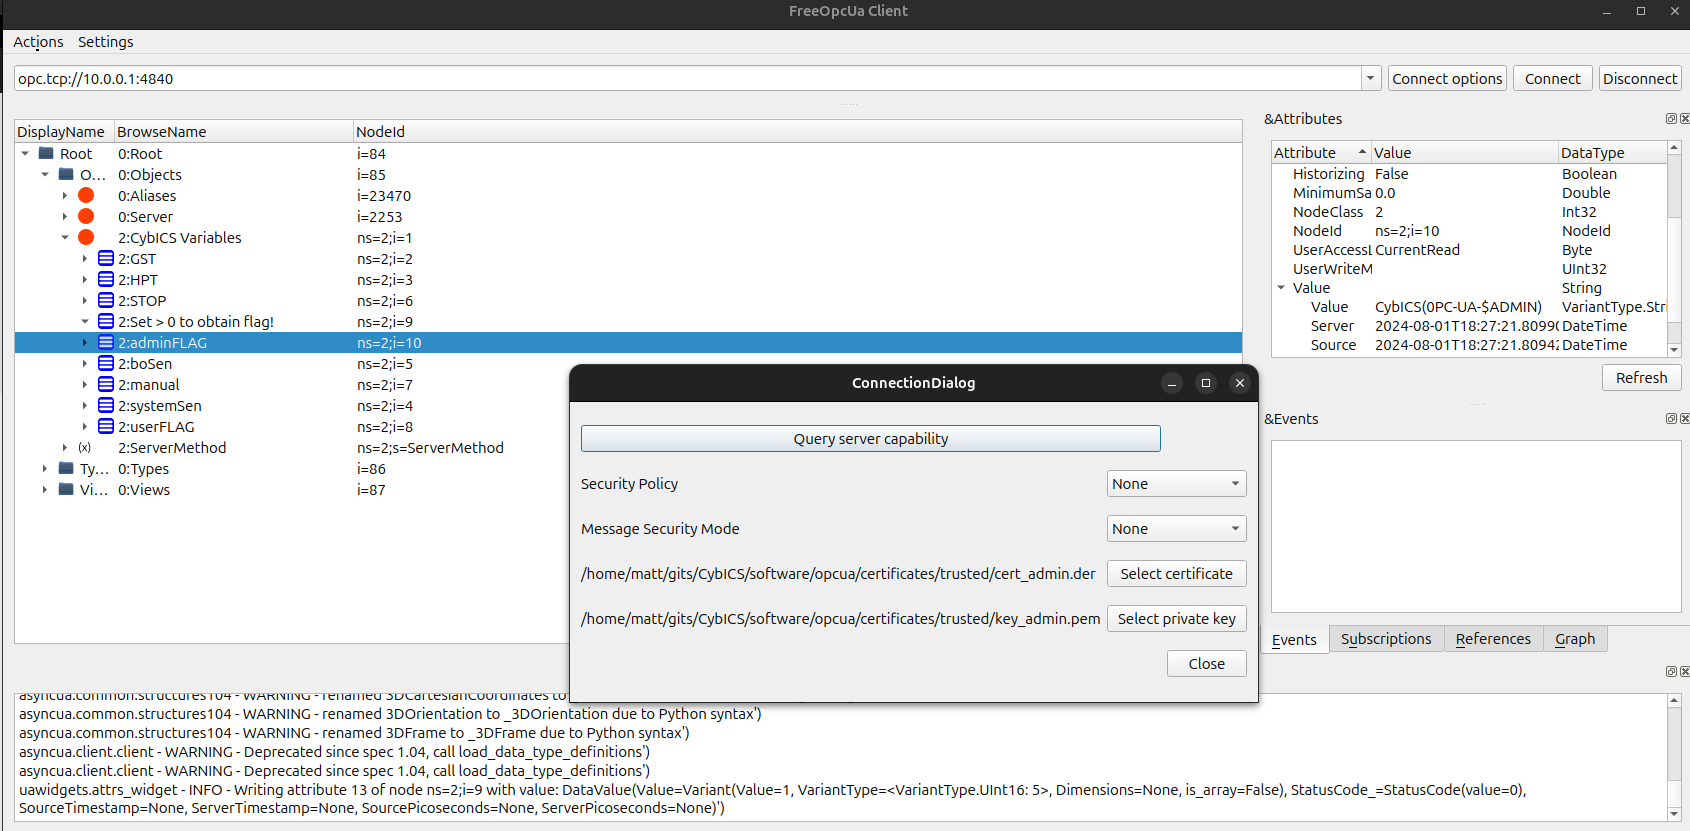 FreeOpcUa Client
Actions Settings
opc.tcp://10.0.0.1:4840 Connect options Connect Disconnect
DisplayName BrowseName NodeId
Root 0:Root i=84
O... 0:Objects i=85
0:Aliases i=23470
0:Server i=2253
2:CybICS Variables ns=2;i=1
2:GST ns=2;i=2
2:HPT ns=2;i=3
2:STOP ns=2;i=6
2:Set > 0 to obtain flag! ns=2;i=9
2:adminFLAG ns=2;i=10
2:boSen ns=2;i=5
2:manual ns=2;i=7
2:systemSen ns=2;i=4
2:userFLAG ns=2;i=8
(x) 2:ServerMethod ns=2;s=ServerMethod
Ty... 0:Types i=86
Vi... 0:Views i=87
&Attributes
Attribute Value DataType
Historizing False Boolean
MinimumSa 0.0 Double
NodeClass 2 Int32
NodeId ns=2;i=10 NodeId
UserAccessL CurrentRead Byte
UserWriteM UInt32
Value String
Value CybICS(0PC-UA-$ADMIN) VariantType.Stri
Server 2024-08-01T18:27:21.80990 DateTime
Source 2024-08-01T18:27:21.80942 DateTime
Refresh
&Events
Events Subscriptions References Graph
ConnectionDialog
Query server capability
Security Policy None
Message Security Mode None
/home/matt/gits/CybICS/software/opcua/certificates/trusted/cert_admin.der Select certificate
/home/matt/gits/CybICS/software/opcua/certificates/trusted/key_admin.pem Select private key
Close
asyncua.common.structures104 - WARNING - renamed 3DCartesianCoordinates to
asyncua.common.structures104 - WARNING - renamed 3DOrientation to _3DOrientation due to Python syntax')
asyncua.common.structures104 - WARNING - renamed 3DFrame to _3DFrame due to Python syntax')
asyncua.client.client - WARNING - Deprecated since spec 1.04, call load_data_type_definitions')
asyncua.client.client - WARNING - Deprecated since spec 1.04, call load_data_type_definitions')
uawidgets.attrs_widget - INFO - Writing attribute 13 of node ns=2;i=9 with value: DataValue(Value=Variant(Value=1, VariantType=<VariantType.UInt16: 5>, Dimensions=None, is_array=False), StatusCode_=StatusCode(value=0),
SourceTimestamp=None, ServerTimestamp=None, SourcePicoseconds=None, ServerPicoseconds=None)')